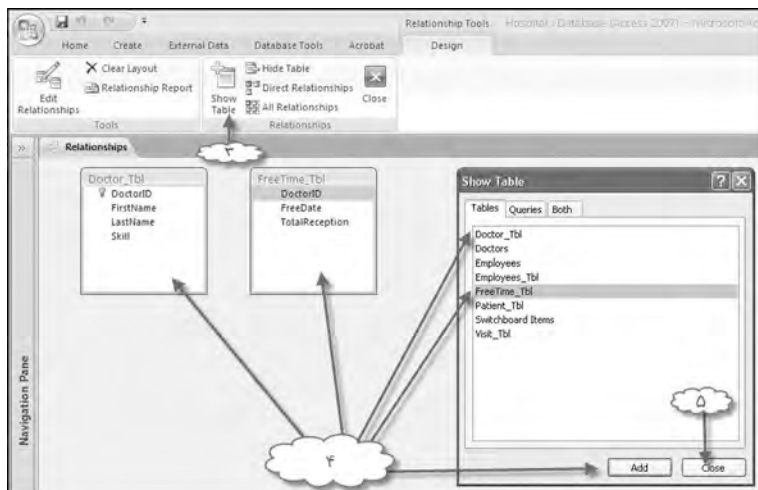 Relationship Tools Hospital : Database (Access 2007) - Microsoft
Home Create External Data Database Tools Acrobat Design
Edit Relationships
Clear Layout
Relationship Report
Tools
Show Table
Hide Table
Direct Relationships
All Relationships
Close
Relationships
۳
Relationships
Doctor_Tbl
DoctorID
FirstName
LastName
Skill
FreeTime_Tbl
DoctorID
FreeDate
TotalReception
Show Table
Tables Queries Both
Doctor_Tbl
Doctors
Employees
Employees_Tbl
FreeTime_Tbl
Patient_Tbl
Switchboard Items
Visit_Tbl
۵
Add Close
۴
Navigation Pane